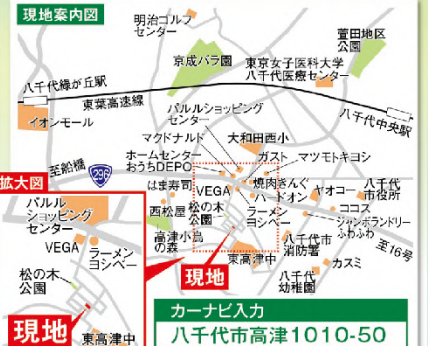 現地案内図
明治ゴルフ
センター
萱田地区
公園
京成バラ園
東京女子医科大学
八千代医療センター
八千代緑が丘駅
東葉高速線
八千代中央駅
イオンモール
パルルショッピング
センター
マクドナルド
大和田西小
ホームセンター
おうちDEPO
ガスト
マツモトキヨシ
至船橋
296
はま寿司
VEGA
焼肉きんぐ
ヤオコー
八千代
市役所
西松屋
松の木
公園
ハードオン
ラーメン
ヨシベー
ココス
ジャンボランドリー
ふわふわ
高津小鳥
の森
八千代市
消防署
至16号
現地
東高津中
カスミ
八千代
幼稚園
拡大図
パルル
ショッピング
センター
VEGA
ラーメン
ヨシベー
松の木
公園
現地
東高津中
カーナビ入力
八千代市高津1010-50